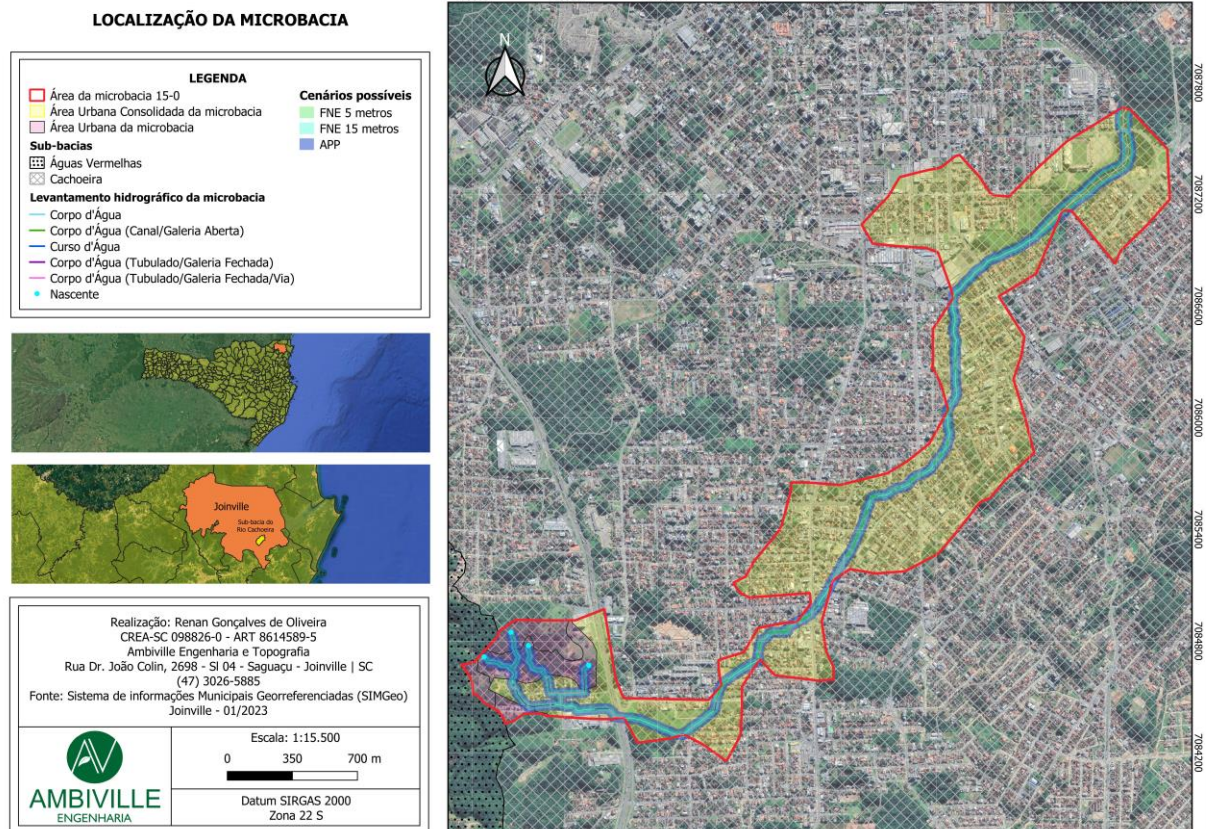 LOCALIZAÇÃO DA MICROBACIA
LEGENDA
Área da microbacia 15-0
Área Urbana Consolidada da microbacia
Área Urbana da microbacia
Sub-bacias
Águas Vermelhas
Cachoeira
Levantamento hidrográfico da microbacia
Corpo d'Água
Corpo d'Água (Canal/Galeria Aberta)
Curso d'Água
Corpo d'Água (Tubulado/Galeria Fechada)
Corpo d'Água (Tubulado/Galeria Fechada/Via)
Nascente
Cenários possíveis
FNE 5 metros
FNE 15 metros
APP
Joinville
Sub-bacia do
Rio Cachoeira
Realização: Renan Gonçalves de Oliveira
CREA-SC 098826-0 - ART 8614589-5
Ambiville Engenharia e Topografia
Rua Dr. João Colin, 2698 - Sl 04 - Saguaçu - Joinville | SC
(47) 3026-5885
Fonte: Sistema de informações Municipais Georreferenciadas (SIMGeo)
Joinville - 01/2023
AV
AMBIVILLE
ENGENHARIA
Escala: 1:15.500
0 350 700 m
Datum SIRGAS 2000
Zona 22 S
N
7087800
7087200
7086600
7086000
7085400
7084800
7084200